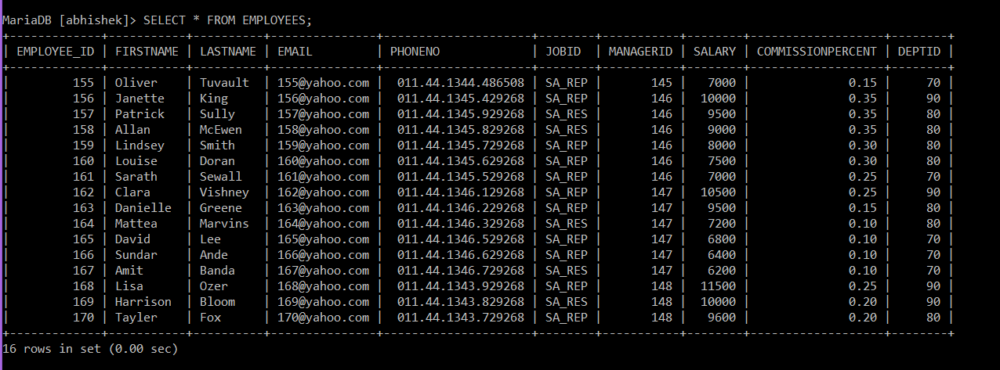 MariaDB [abhishek]> SELECT * FROM EMPLOYEES;
+-------------+-----------+----------+---------------+---------------------+--------+-----------+--------+-------------------+--------+
| EMPLOYEE_ID | FIRSTNAME | LASTNAME | EMAIL         | PHONENO             | JOBID  | MANAGERID | SALARY | COMMISSIONPERCENT | DEPTID |
+-------------+-----------+----------+---------------+---------------------+--------+-----------+--------+-------------------+--------+
|         155 | Oliver    | Tuvault  | 155@yahoo.com |  011.44.1344.486508 | SA_REP |       145 |   7000 |              0.15 |     70 |
|         156 | Janette   | King     | 156@yahoo.com |  011.44.1345.429268 | SA_REP |       146 |  10000 |              0.35 |     90 |
|         157 | Patrick   | Sully    | 157@yahoo.com |  011.44.1345.929268 | SA_RES |       146 |   9500 |              0.35 |     80 |
|         158 | Allan     | McEwen   | 158@yahoo.com |  011.44.1345.829268 | SA_RES |       146 |   9000 |              0.35 |     80 |
|         159 | Lindsey   | Smith    | 159@yahoo.com |  011.44.1345.729268 | SA_REP |       146 |   8000 |              0.30 |     80 |
|         160 | Louise    | Doran    | 160@yahoo.com |  011.44.1345.629268 | SA_REP |       146 |   7500 |              0.30 |     80 |
|         161 | Sarath    | Sewall   | 161@yahoo.com |  011.44.1345.529268 | SA_REP |       146 |   7000 |              0.25 |     70 |
|         162 | Clara     | Vishney  | 162@yahoo.com |  011.44.1346.129268 | SA_REP |       147 |  10500 |              0.25 |     90 |
|         163 | Danielle  | Greene   | 163@yahoo.com |  011.44.1346.229268 | SA_REP |       147 |   9500 |              0.15 |     80 |
|         164 | Mattea    | Marvins  | 164@yahoo.com |  011.44.1346.329268 | SA_RES |       147 |   7200 |              0.10 |     80 |
|         165 | David     | Lee      | 165@yahoo.com |  011.44.1346.529268 | SA_REP |       147 |   6800 |              0.10 |     70 |
|         166 | Sundar    | Ande     | 166@yahoo.com |  011.44.1346.629268 | SA_REP |       147 |   6400 |              0.10 |     70 |
|         167 | Amit      | Banda    | 167@yahoo.com |  011.44.1346.729268 | SA_RES |       147 |   6200 |              0.10 |     70 |
|         168 | Lisa      | Ozer     | 168@yahoo.com |  011.44.1343.929268 | SA_REP |       148 |  11500 |              0.25 |     90 |
|         169 | Harrison  | Bloom    | 169@yahoo.com |  011.44.1343.829268 | SA_RES |       148 |  10000 |              0.20 |     90 |
|         170 | Tayler    | Fox      | 170@yahoo.com |  011.44.1343.729268 | SA_REP |       148 |   9600 |              0.20 |     80 |
+-------------+-----------+----------+---------------+---------------------+--------+-----------+--------+-------------------+--------+
16 rows in set (0.00 sec)